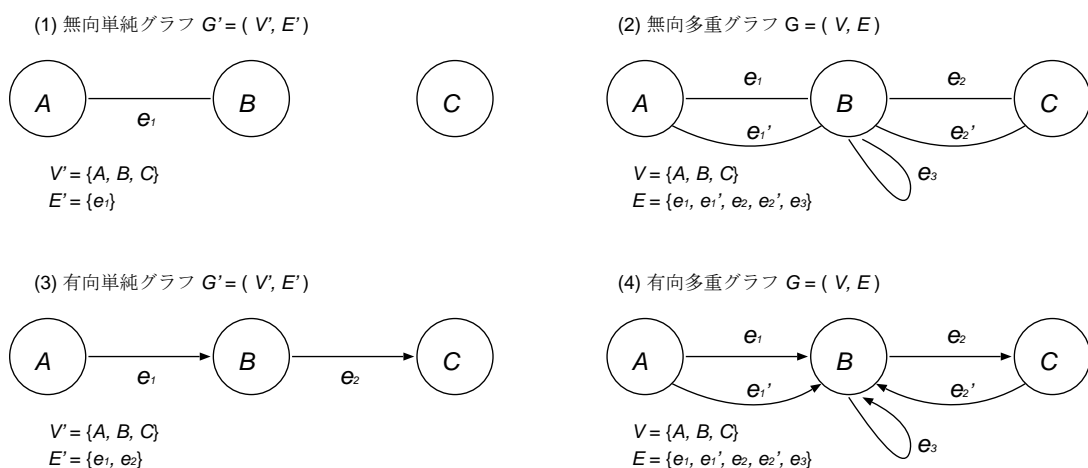 (1) 無向単純グラフ G’ = ( V’, E’ )
A
e1
B
C
V’ = {A, B, C}
E’ = {e1}
(2) 無向多重グラフ G = ( V, E )
A
e1
e1’
B
e2
e2’
C
e3
V = {A, B, C}
E = {e1, e1’, e2, e2’, e3}
(3) 有向単純グラフ G’ = ( V’, E’ )
A
e1
B
e2
C
V’ = {A, B, C}
E’ = {e1, e2}
(4) 有向多重グラフ G = ( V, E )
A
e1
e1’
B
e2
e2’
C
e3
V = {A, B, C}
E = {e1, e1’, e2, e2’, e3}